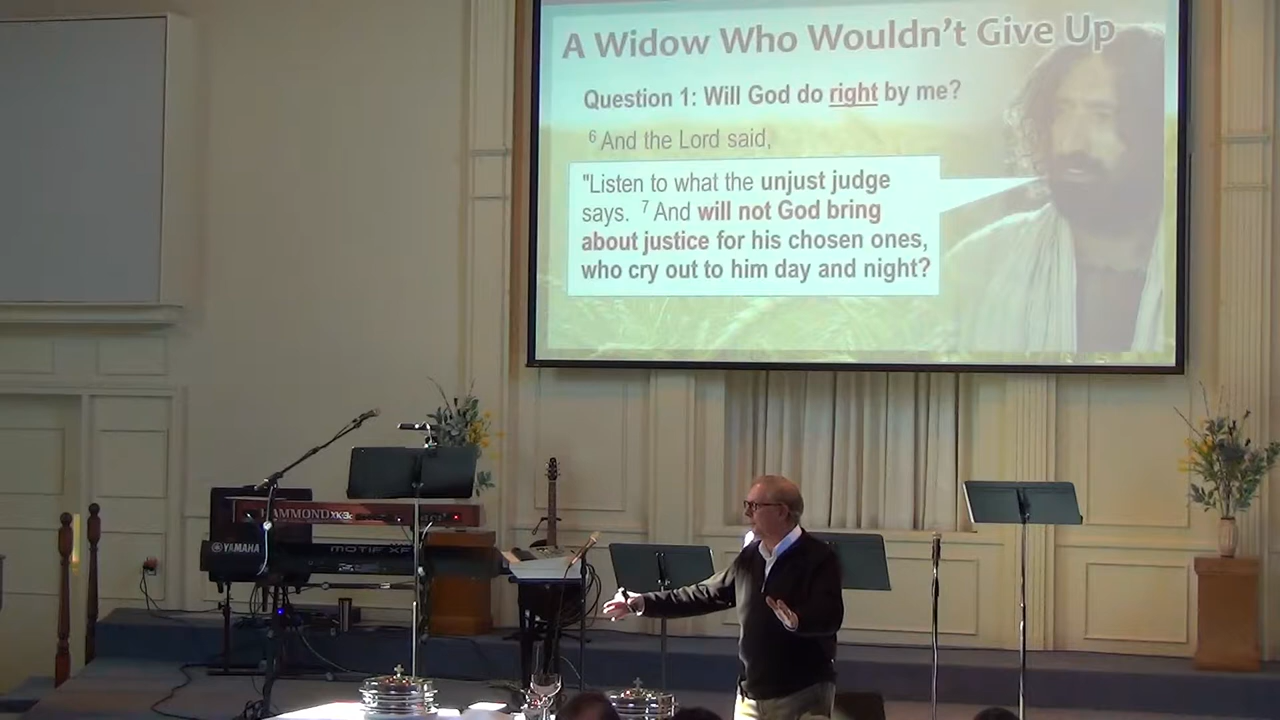 A Widow Who Wouldn't Give Up
Question 1: Will God do right by me?
6 And the Lord said,
"Listen to what the unjust judge
says. 7 And will not God bring
about justice for his chosen ones,
who cry out to him day and night?
HAMMOND XK-3c
YAMAHA MOTIF XF